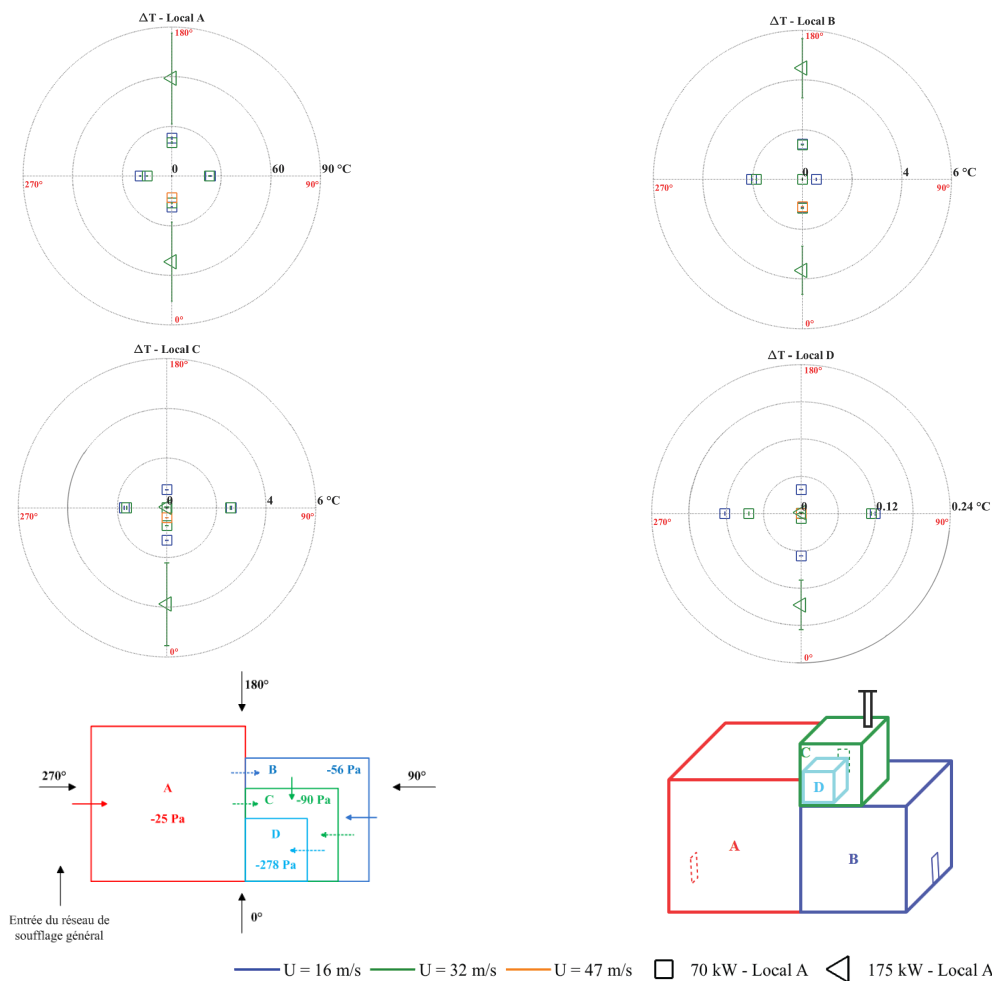 ΔT - Local A
180°
0
60
90 °C
270°
90°
0°
ΔT - Local B
180°
0
4
6 °C
270°
90°
0°
ΔT - Local C
180°
0
4
6 °C
270°
90°
0°
ΔT - Local D
180°
0
0.12
0.24 °C
270°
90°
0°
180°
270°
90°
A
-25 Pa
B
-56 Pa
C
-90 Pa
D
-278 Pa
0°
Entrée du réseau de
soufflage général
C
D
A
B
U = 16 m/s
U = 32 m/s
U = 47 m/s
70 kW - Local A
175 kW - Local A